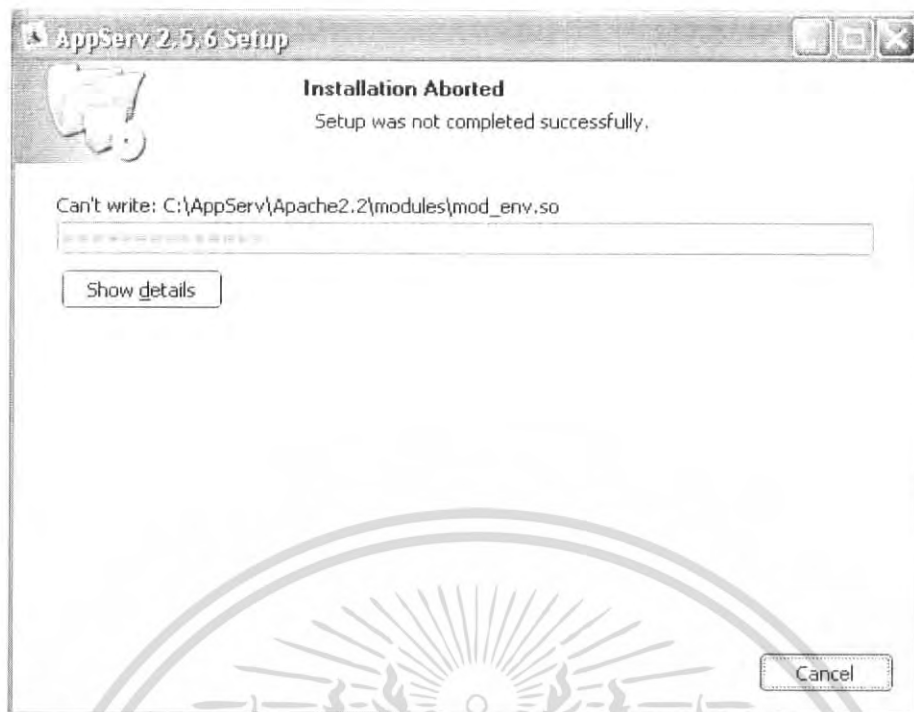 AppServ 2.5.6 Setup
Installation Aborted
Setup was not completed successfully.
Can't write: C:\AppServ\Apache2.2\modules\mod_env.so
Show details
Cancel